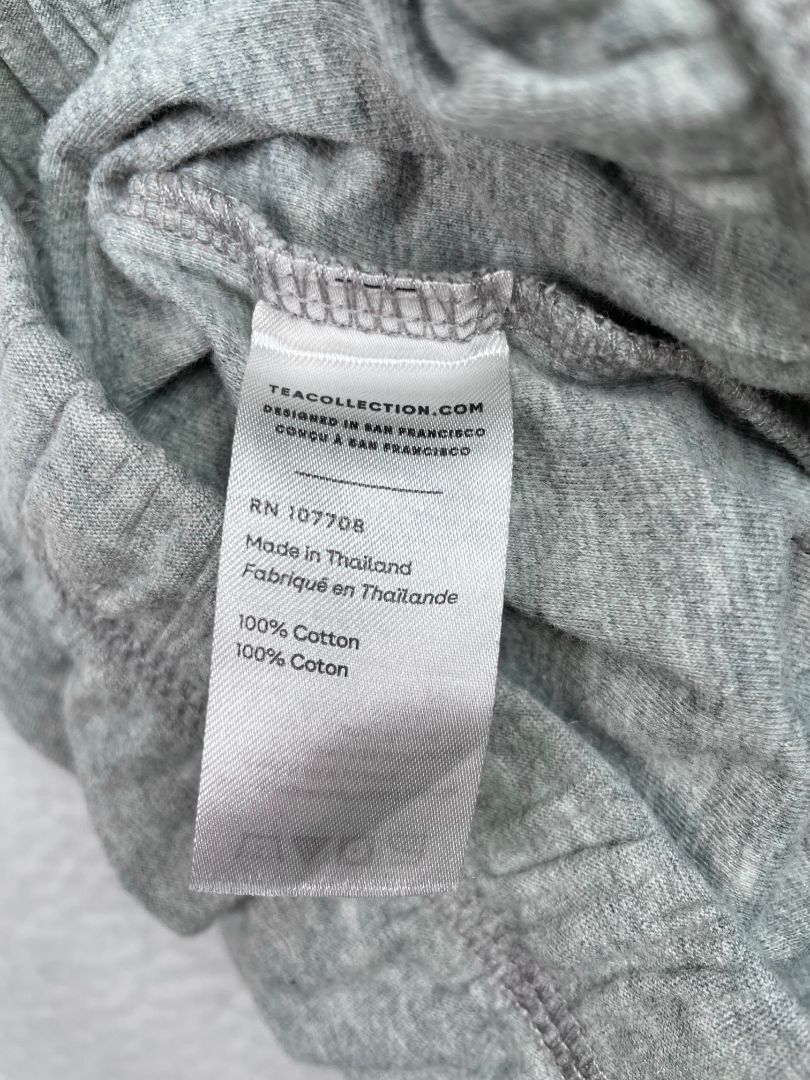 TEACOLLECTION.COM
DESIGNED IN SAN FRANCISCO
CONÇU À SAN FRANCISCO
RN 107708
Made in Thailand
Fabriqué en Thaïlande
100% Cotton
100% Coton